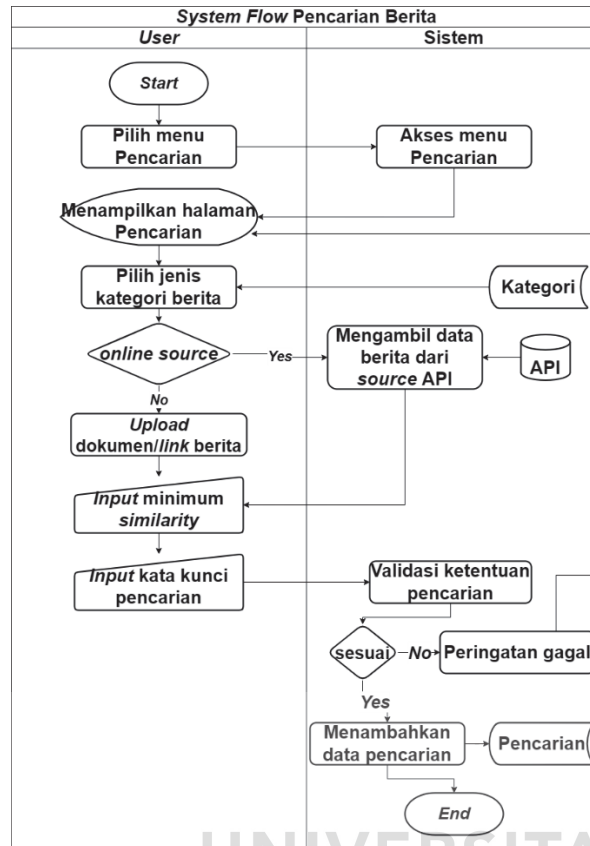 System Flow Pencarian Berita
User
Sistem
Start
Pilih menu
Pencarian
Akses menu
Pencarian
Menampilkan halaman
Pencarian
Pilih jenis
kategori berita
Kategori
online source
Yes
Mengambil data
berita dari
source API
API
No
Upload
dokumen/link berita
Input minimum
similarity
Input kata kunci
pencarian
Validasi ketentuan
pencarian
sesuai
No
Peringatan gagal
Yes
Menambahkan
data pencarian
Pencarian
End
UNIVERSITA